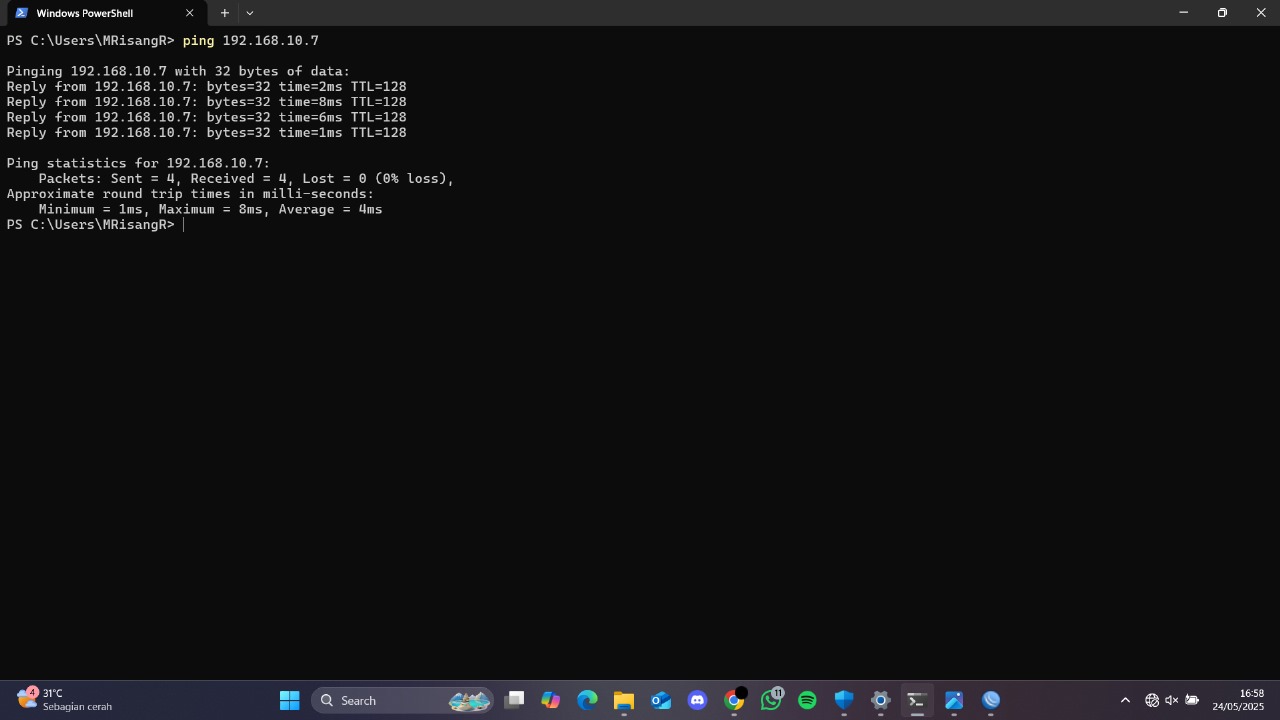 Windows PowerShell
PS C:\Users\MRisangR> ping 192.168.10.7
Pinging 192.168.10.7 with 32 bytes of data:
Reply from 192.168.10.7: bytes=32 time=2ms TTL=128
Reply from 192.168.10.7: bytes=32 time=8ms TTL=128
Reply from 192.168.10.7: bytes=32 time=6ms TTL=128
Reply from 192.168.10.7: bytes=32 time=1ms TTL=128
Ping statistics for 192.168.10.7:
    Packets: Sent = 4, Received = 4, Lost = 0 (0% loss),
Approximate round trip times in milli-seconds:
    Minimum = 1ms, Maximum = 8ms, Average = 4ms
PS C:\Users\MRisangR>
4
31°C
Sebagian cerah
Search
11
16:58
24/05/2025